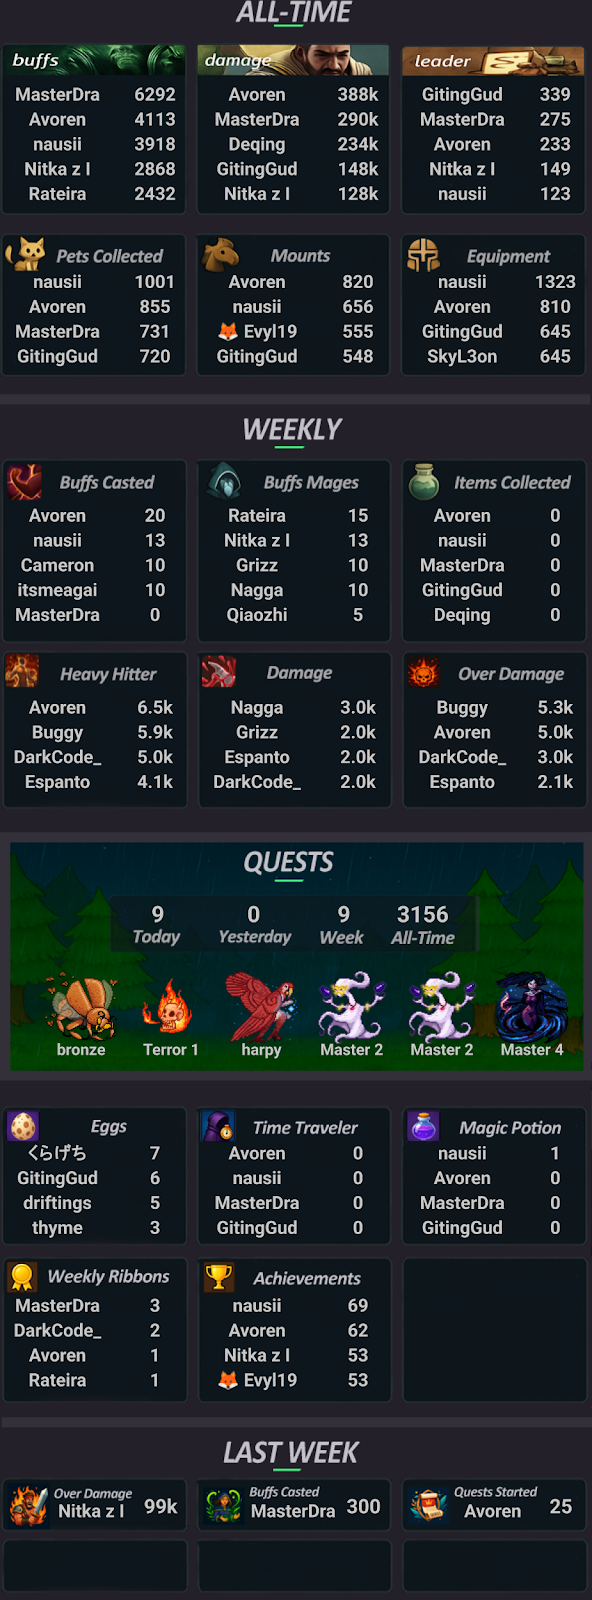 ALL-TIME
buffs
MasterDra 6292
Avoren 4113
nausii 3918
Nitka z l 2868
Rateira 2432
damage
Avoren 388k
MasterDra 290k
Deqing 234k
GitingGud 148k
Nitka z l 128k
leader
GitingGud 339
MasterDra 275
Avoren 233
Nitka z l 149
nausii 123
Pets Collected
nausii 1001
Avoren 855
MasterDra 731
GitingGud 720
Mounts
Avoren 820
nausii 656
🦊 Evyl19 555
GitingGud 548
Equipment
nausii 1323
Avoren 810
GitingGud 645
SkyL3on 645
WEEKLY
Buffs Casted
Avoren 20
nausii 13
Cameron 10
itsmeagai 10
MasterDra 0
Buffs Mages
Rateira 15
Nitka z l 13
Grizz 10
Nagga 10
Qiaozhi 5
Items Collected
Avoren 0
nausii 0
MasterDra 0
GitingGud 0
Deqing 0
Heavy Hitter
Avoren 6.5k
Buggy 5.9k
DarkCode_ 5.0k
Espanto 4.1k
Damage
Nagga 3.0k
Grizz 2.0k
Espanto 2.0k
DarkCode_ 2.0k
Over Damage
Buggy 5.3k
Avoren 5.0k
DarkCode_ 3.0k
Espanto 2.1k
QUESTS
9 0 9 3156
Today Yesterday Week All-Time
bronze Terror 1 harpy Master 2 Master 2 Master 4
Eggs
くらげち 7
GitingGud 6
driftings 5
thyme 3
Time Traveler
Avoren 0
nausii 0
MasterDra 0
GitingGud 0
Magic Potion
nausii 1
Avoren 0
MasterDra 0
GitingGud 0
Weekly Ribbons
MasterDra 3
DarkCode_ 2
Avoren 1
Rateira 1
Achievements
nausii 69
Avoren 62
Nitka z l 53
🦊 Evyl19 53
LAST WEEK
Over Damage
Nitka z l 99k
Buffs Casted
MasterDra 300
Quests Started
Avoren 25